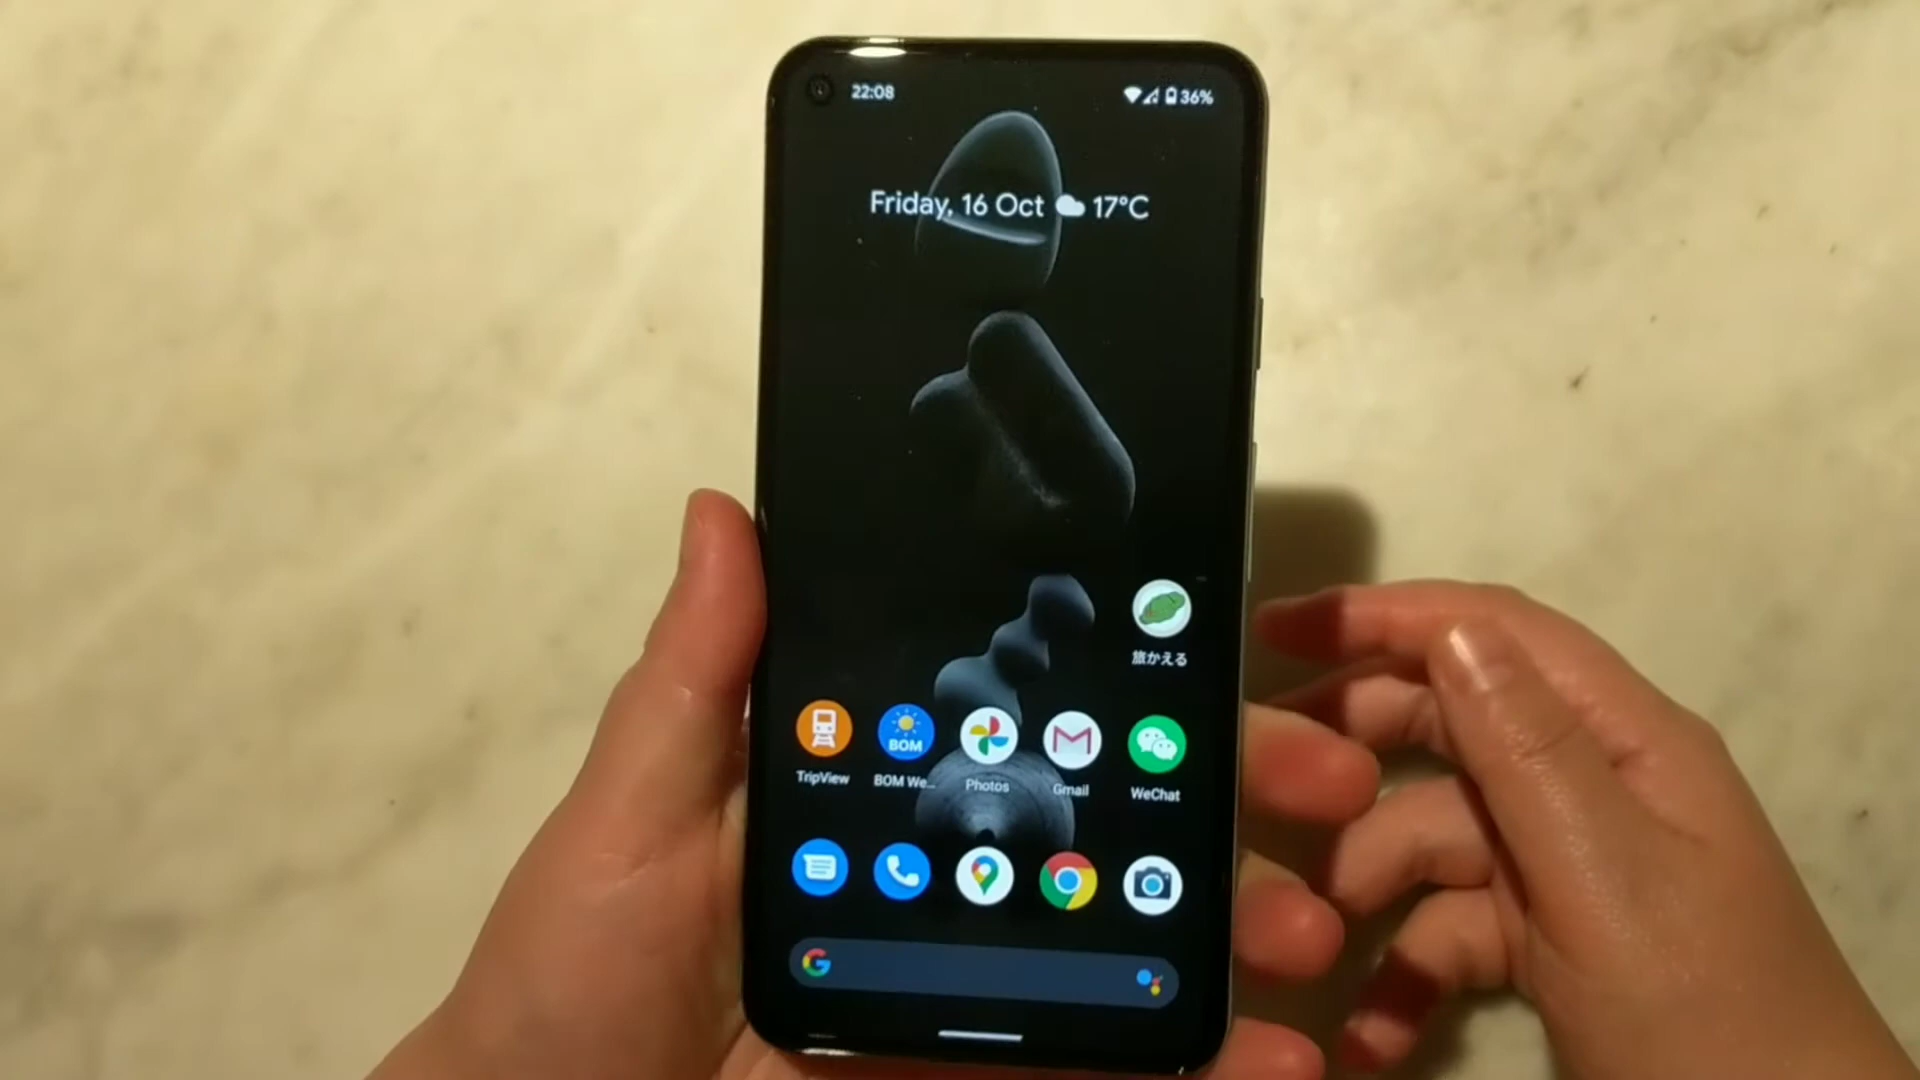 22:08
36%
Friday, 16 Oct 17°C
旅かえる
TripView
BOM
BOM We...
Photos
Gmail
WeChat